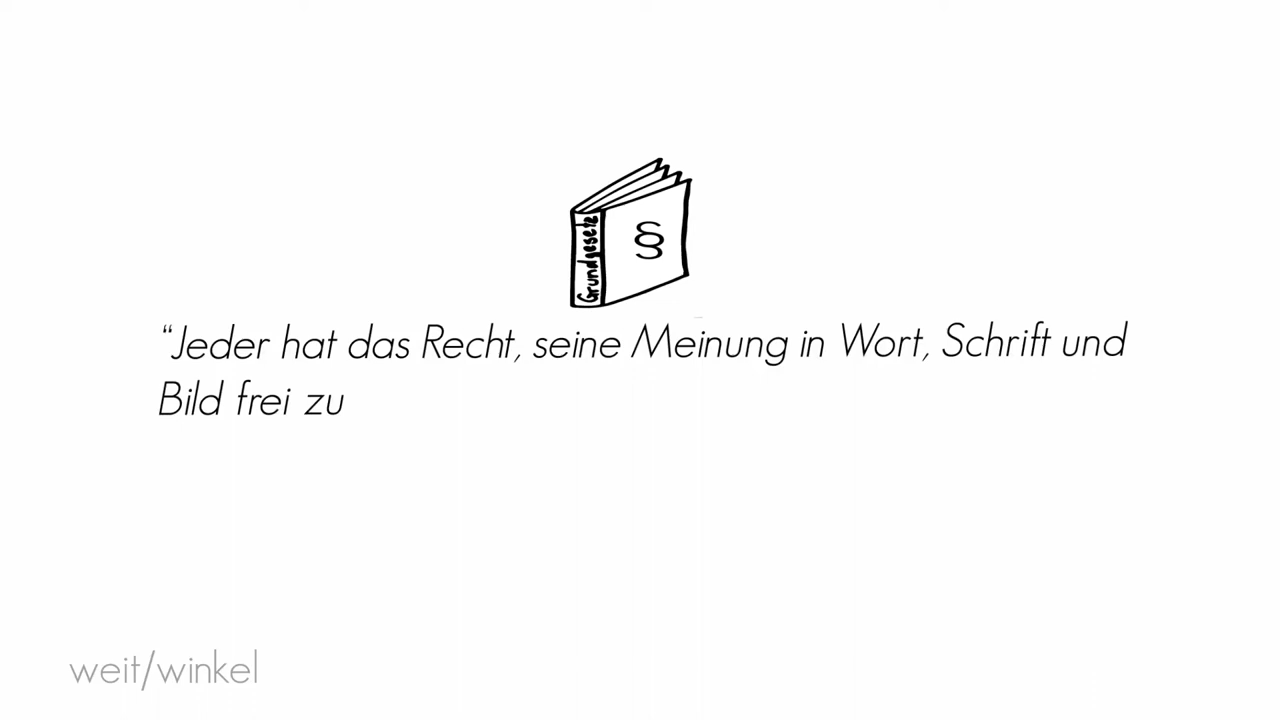 Grundgesetz
§
“Jeder hat das Recht, seine Meinung in Wort, Schrift und
Bild frei zu
weit/winkel